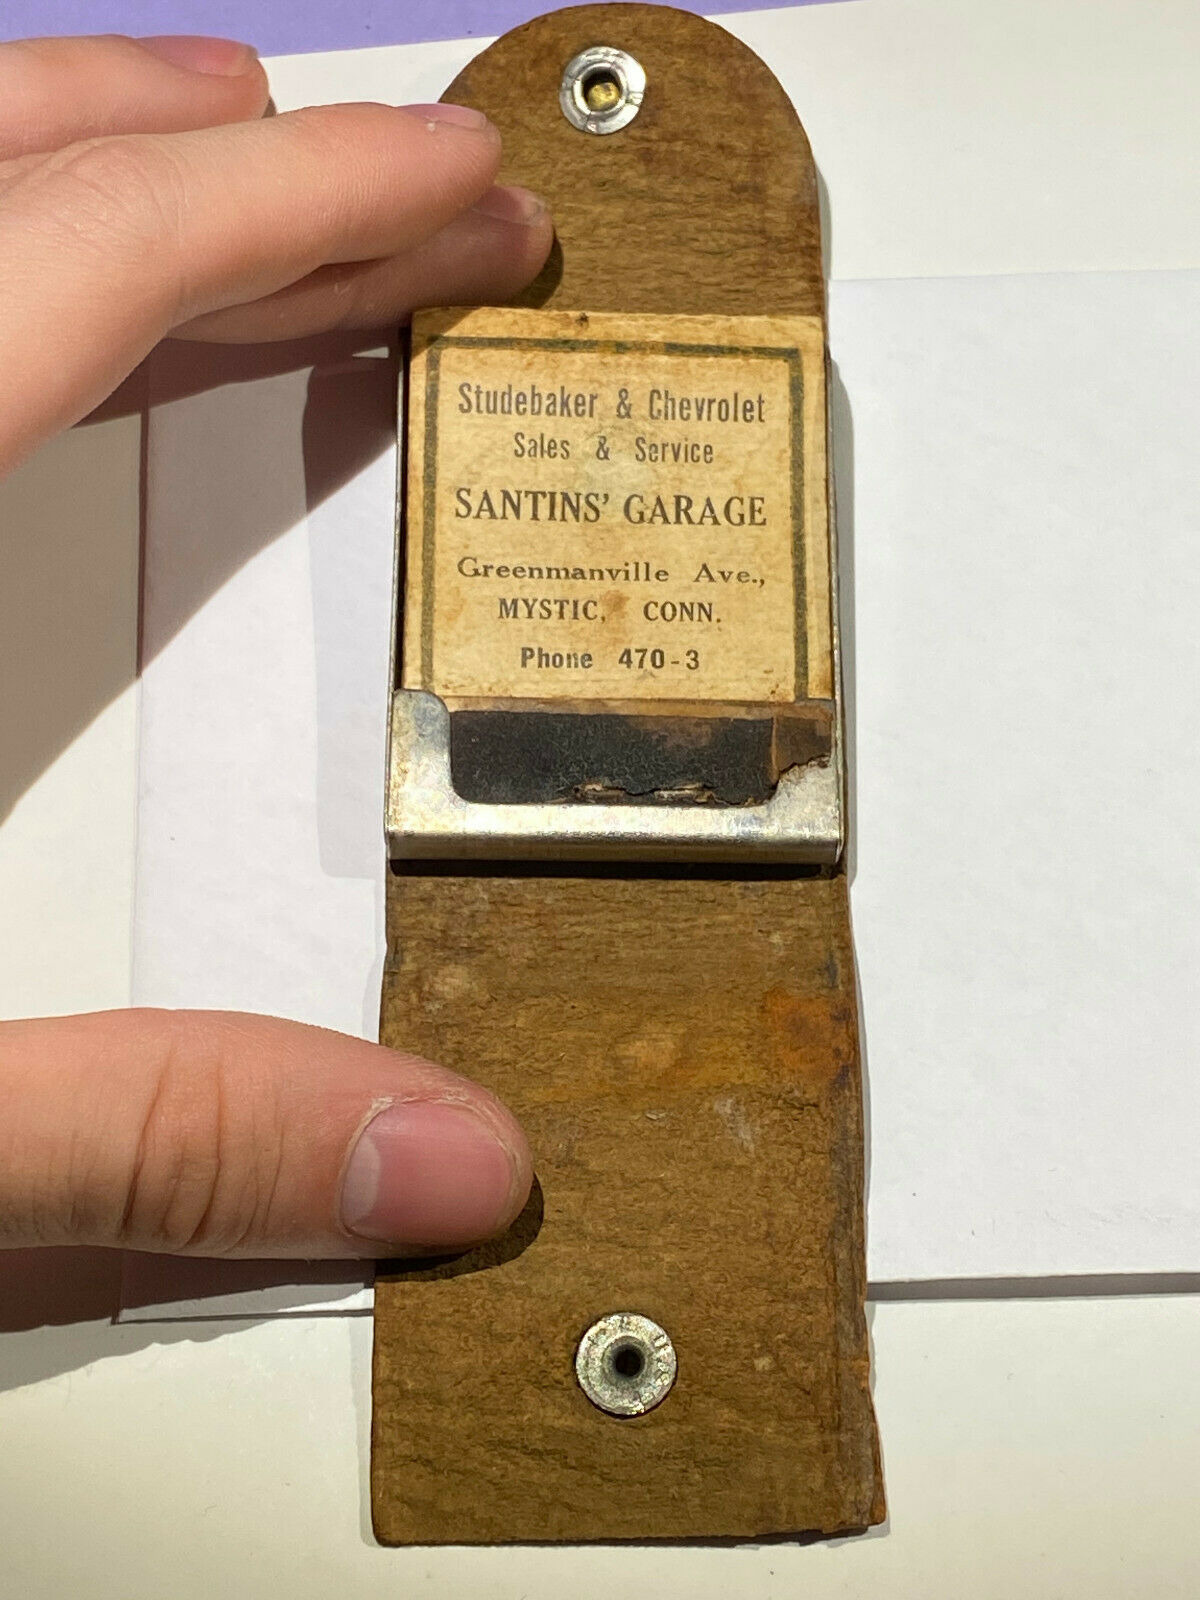 Studebaker & Chevrolet
Sales & Service
SANTINS' GARAGE
Greenmanville Ave.,
MYSTIC, CONN.
Phone 470-3